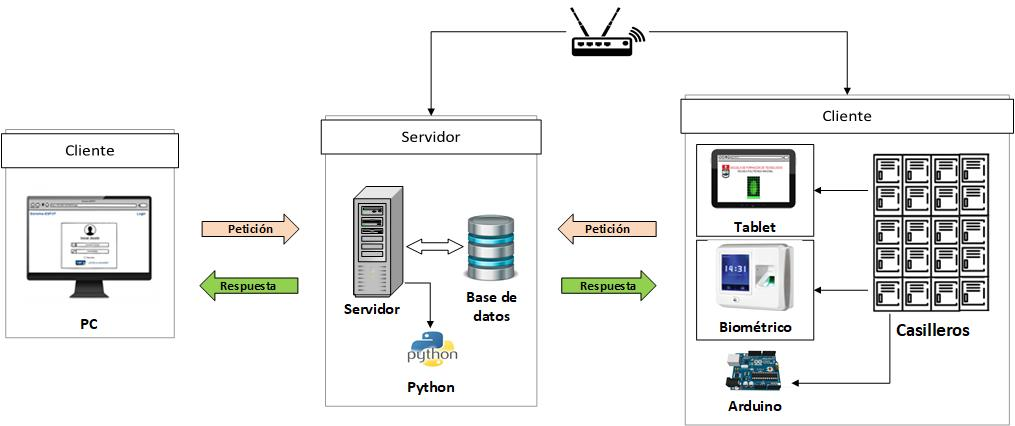 Cliente
Servidor
Cliente
PC
Petición
Respuesta
Servidor
Base de
datos
python
Python
Petición
Respuesta
Tablet
14:31
Biométrico
Arduino
Casilleros